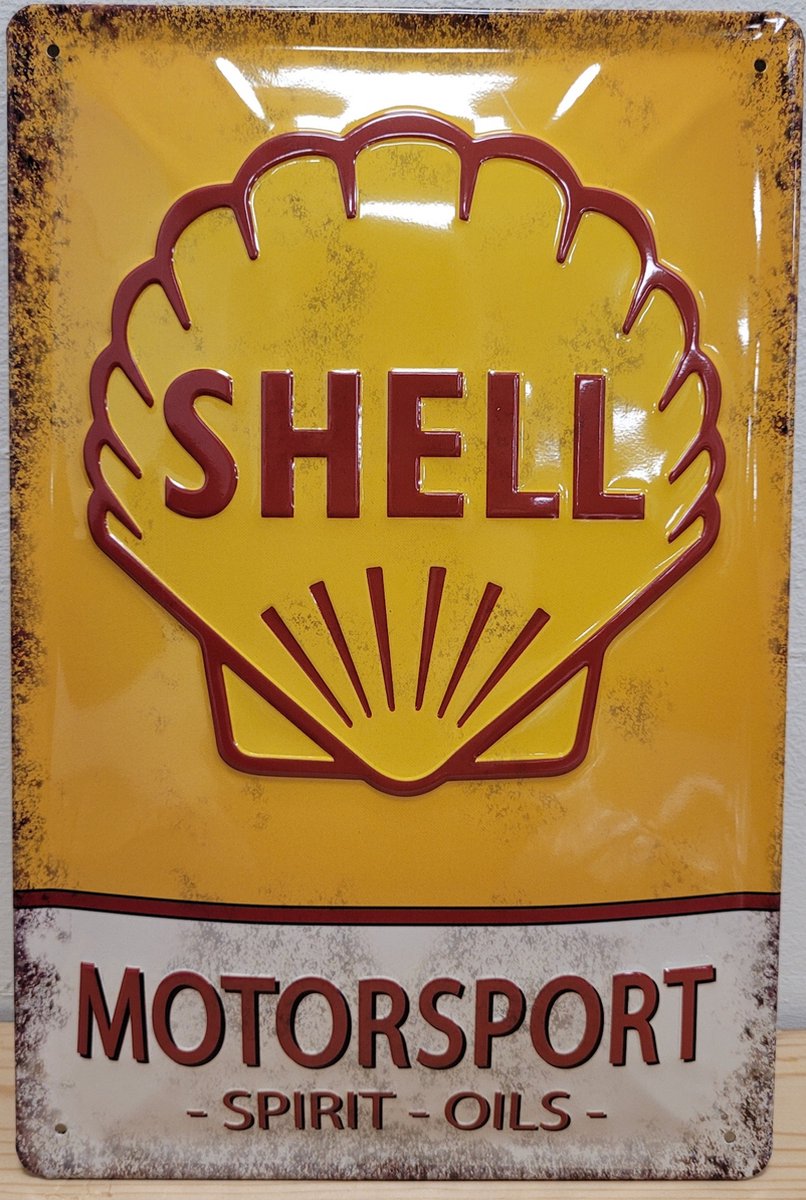 SHELL
MOTORSPORT
- SPIRIT - OILS -